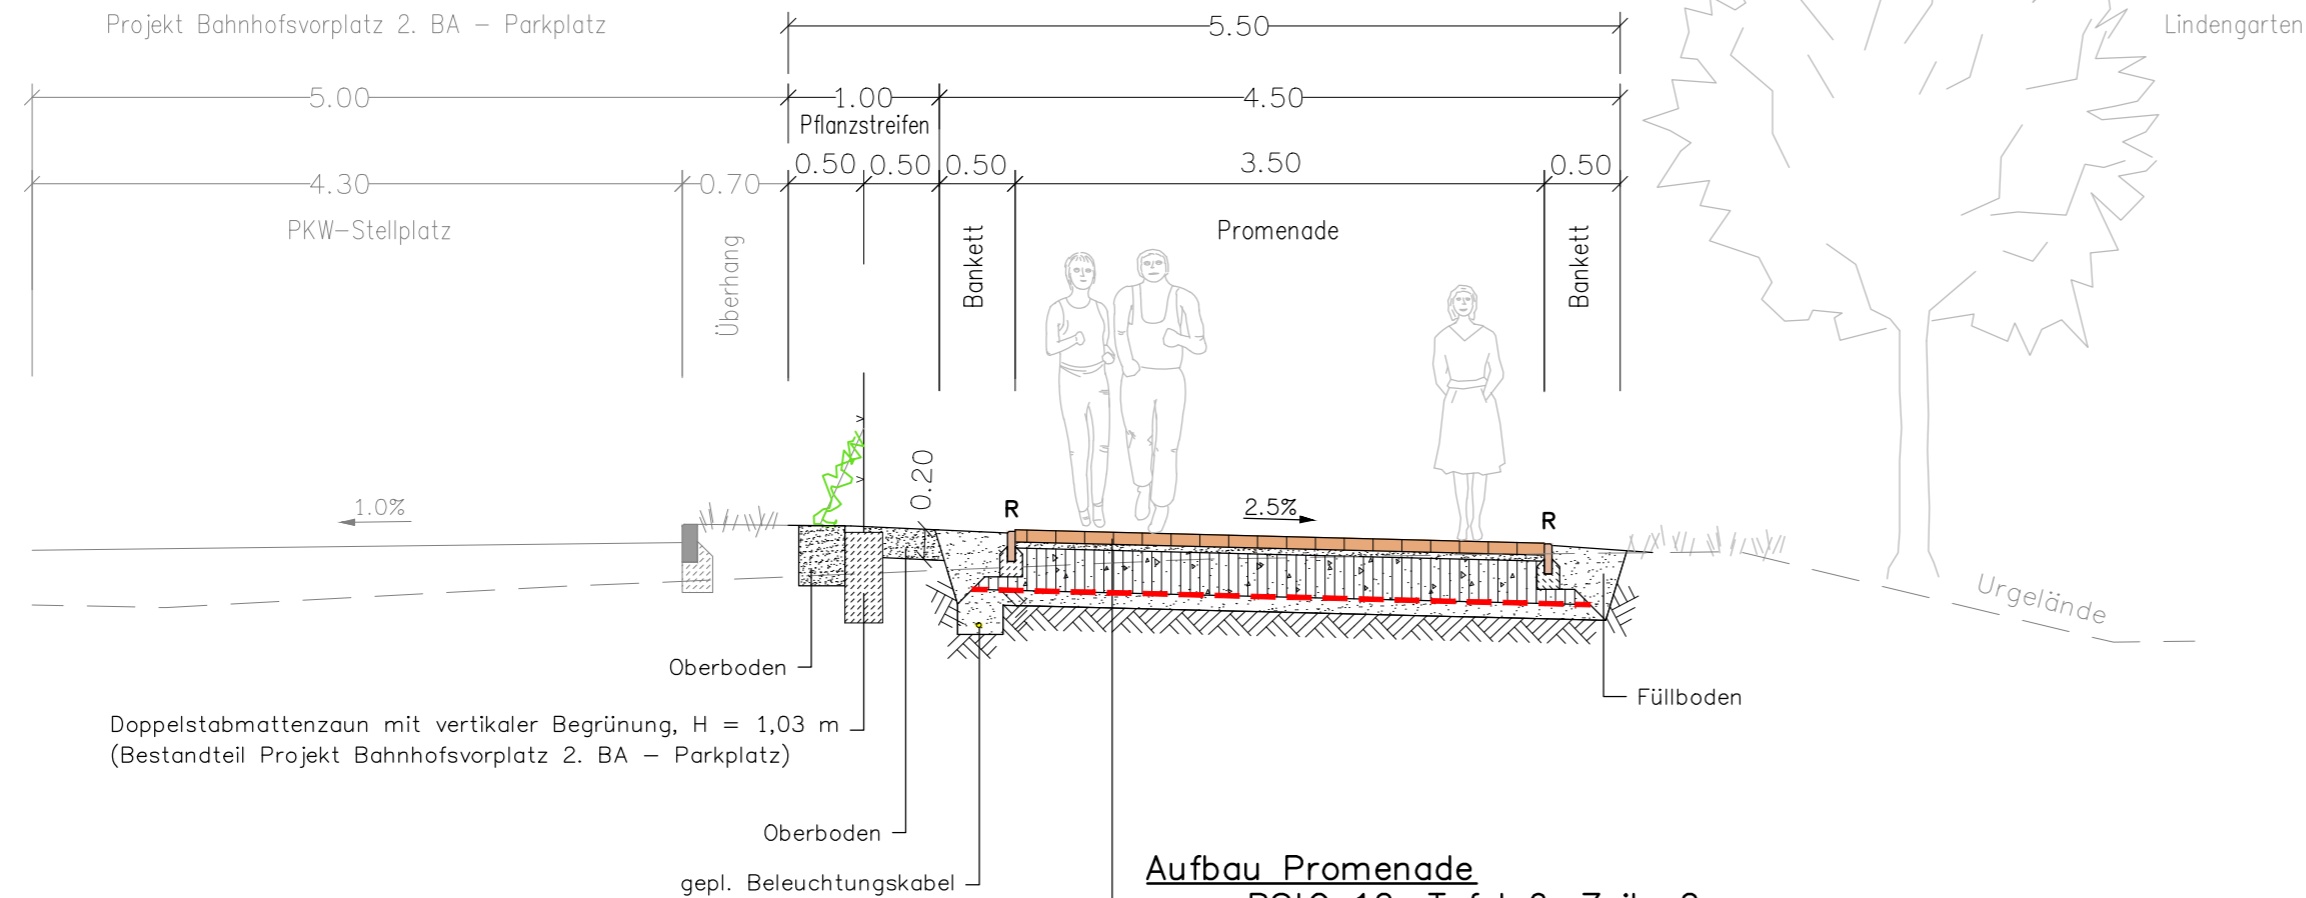 Projekt Bahnhofsvorplatz 2. BA – Parkplatz
5.50
Lindengarten
5.00
1.00
4.50
Pflanzstreifen
0.50
0.50
0.50
3.50
0.50
4.30
0.70
PKW–Stellplatz
Überhang
Bankett
Promenade
Bankett
0.20
1.0%
R
2.5%
R
Urgelände
Oberboden
Füllboden
Doppelstabmattenzaun mit vertikaler Begrünung, H = 1,03 m
(Bestandteil Projekt Bahnhofsvorplatz 2. BA – Parkplatz)
Oberboden
Aufbau Promenade
gepl. Beleuchtungskabel